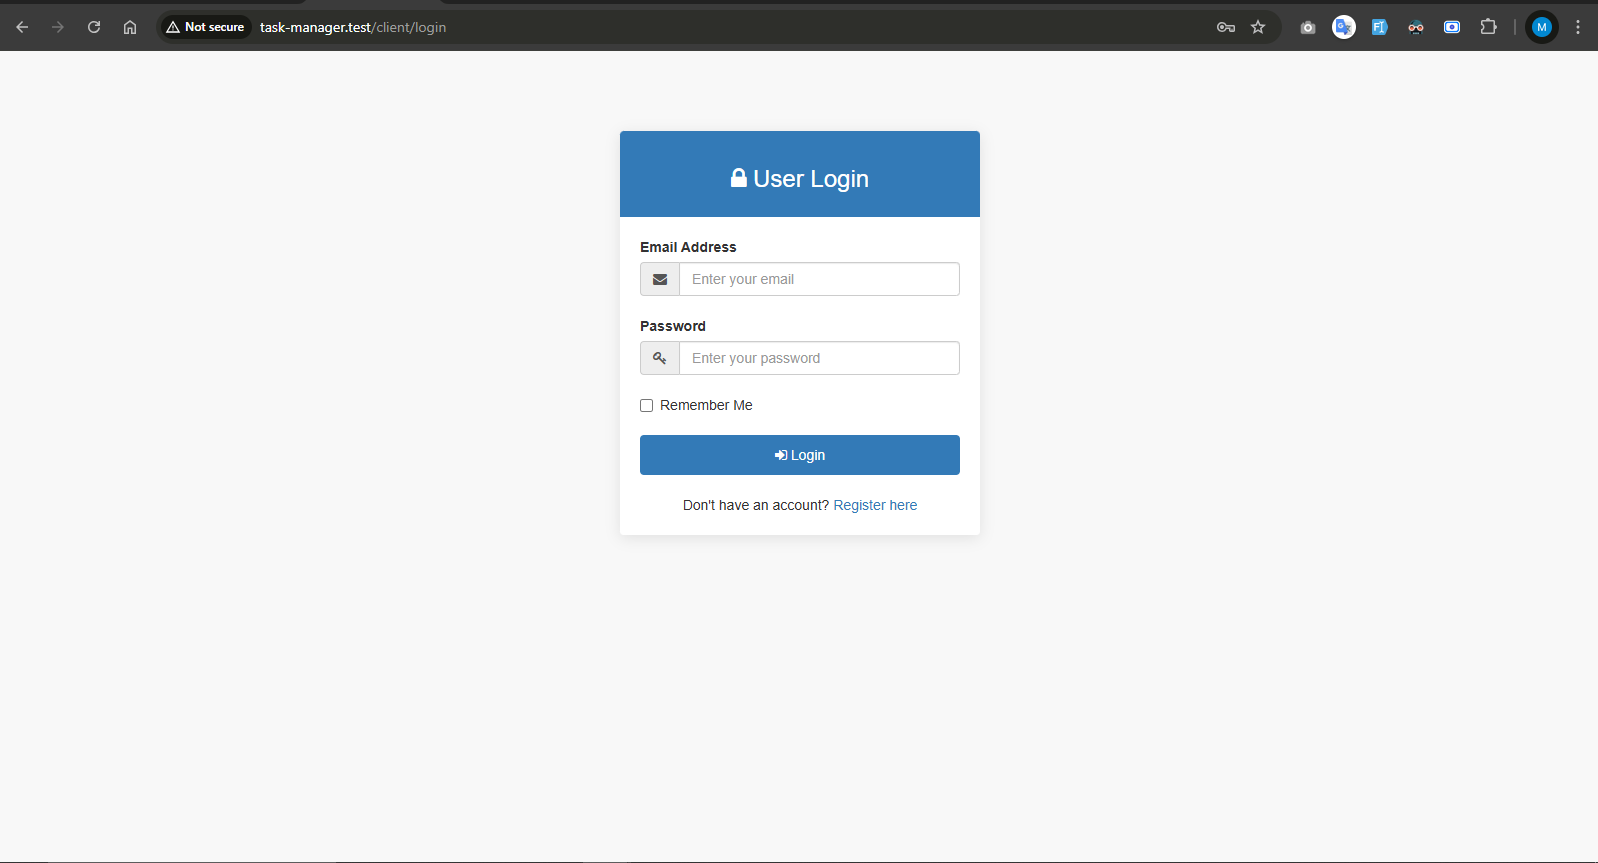 Not secure task-manager.test/client/login
M
User Login
Email Address
Enter your email
Password
Enter your password
Remember Me
Login
Don't have an account? Register here